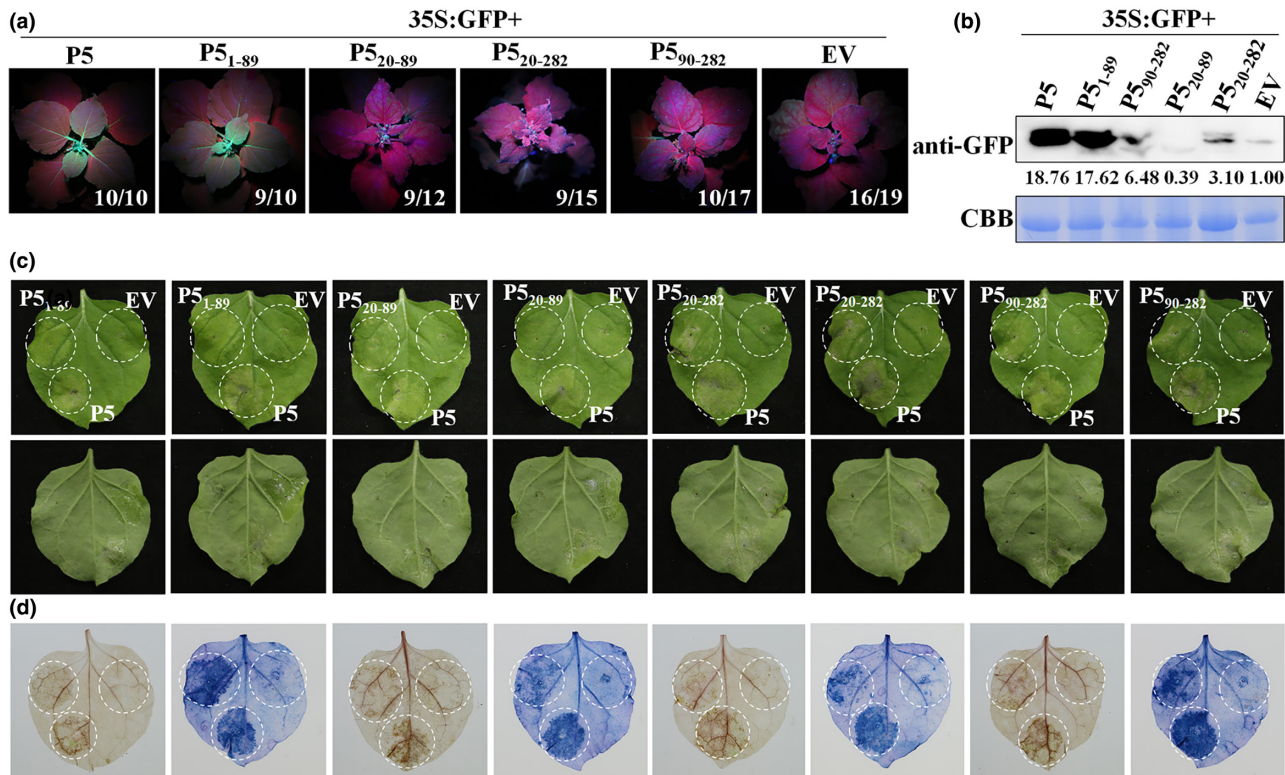 (a)
35S:GFP+
P5 P5₁₋₈₉ P5₂₀₋₈₉ P5₂₀₋₂₈₂ P5₉₀₋₂₈₂ EV
10/10 9/10 9/12 9/15 10/17 16/19
(b)
35S:GFP+
P5 P5₁₋₈₉ P5₉₀₋₂₈₂ P5₂₀₋₈₉ P5₂₀₋₂₈₂ EV
anti-GFP
18.76 17.62 6.48 0.39 3.10 1.00
CBB
(c)
P5₁₋₈₉ EV P5₁₋₈₉ EV P5₂₀₋₈₉ EV P5₂₀₋₈₉ EV P5₂₀₋₂₈₂ EV P5₂₀₋₂₈₂ EV P5₉₀₋₂₈₂ EV P5₉₀₋₂₈₂ EV
P5 P5 P5 P5 P5 P5 P5 P5
(d)